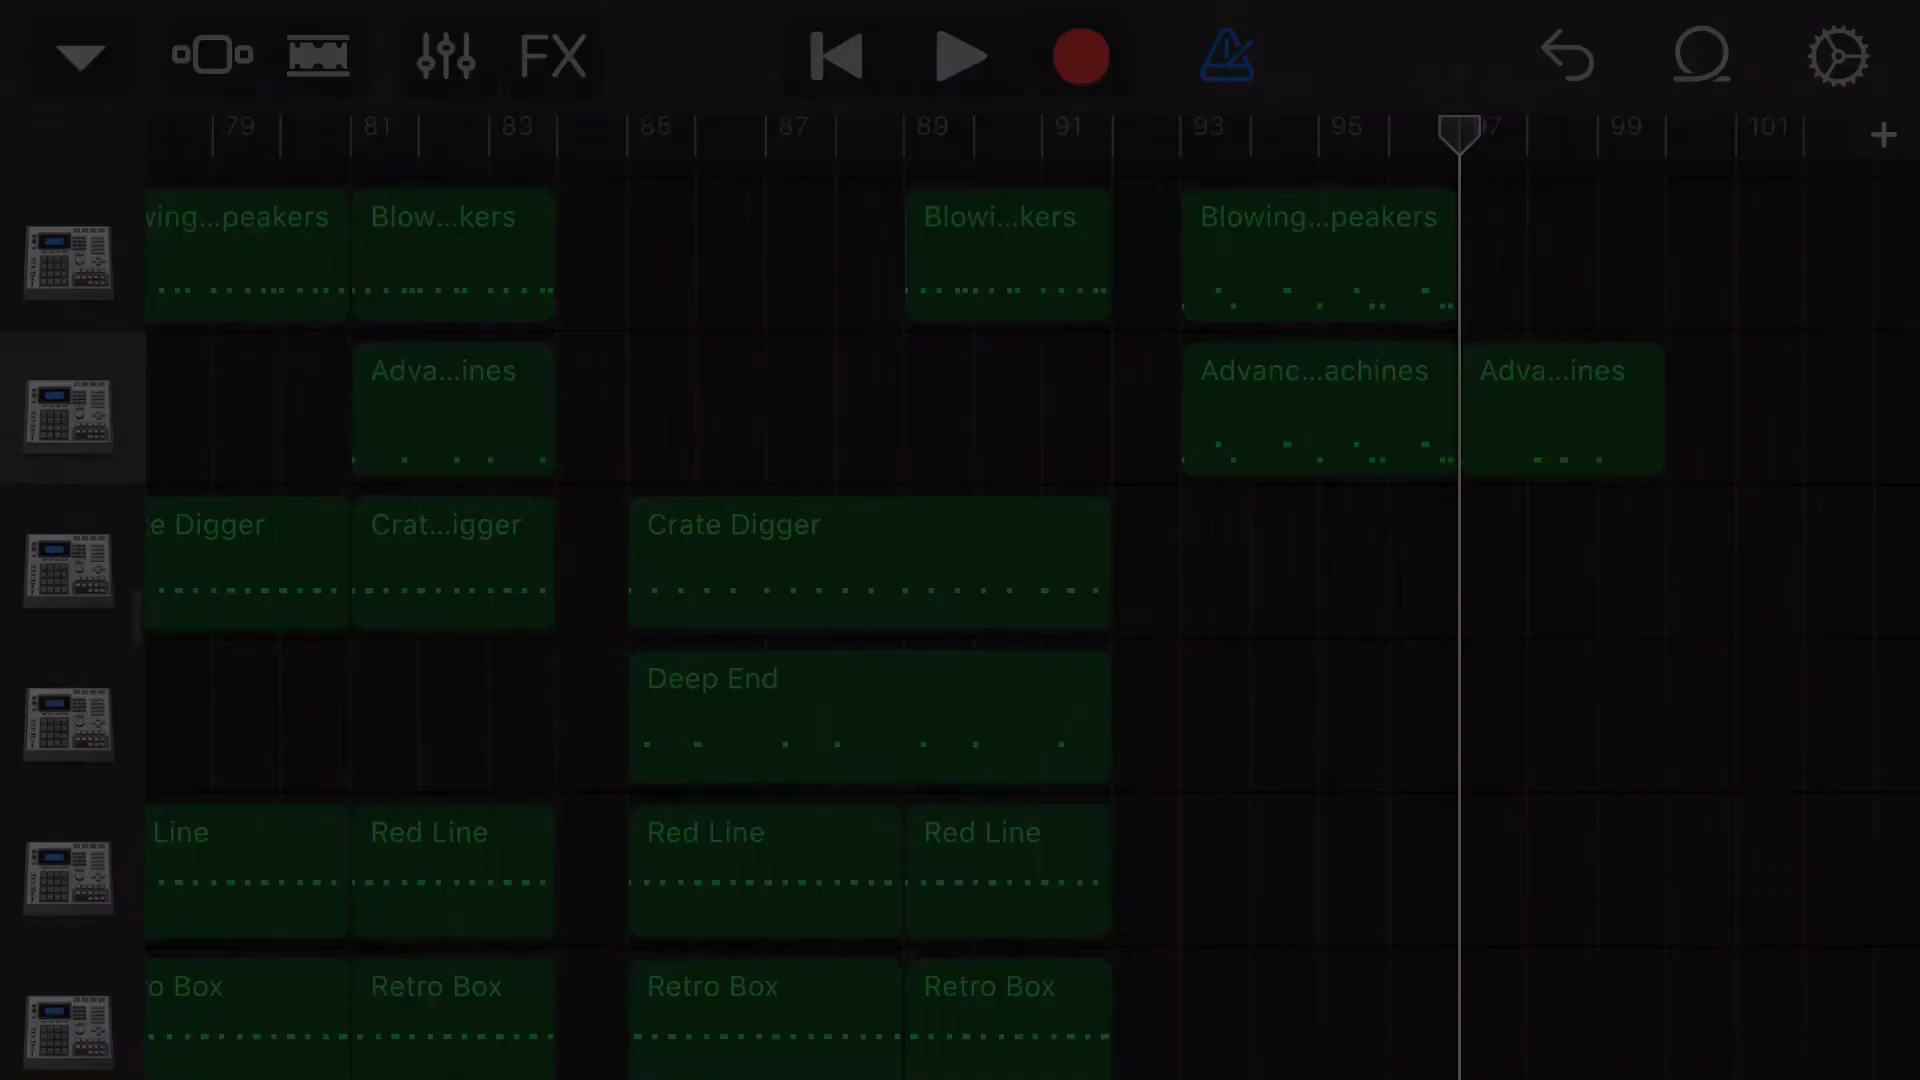 FX
79 81 83 85 87 89 91 93 95 97 99 101 +
ving...peakers Blow...kers Blowi...kers Blowing...peakers
Adva...ines Advanc...achines Adva...ines
e Digger Crat...igger Crate Digger
Deep End
Line Red Line Red Line Red Line
o Box Retro Box Retro Box Retro Box